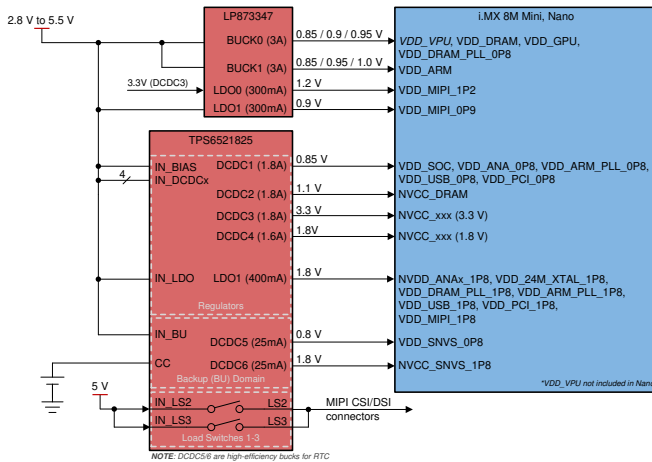 2.8 V to 5.5 V
LP873347
BUCK0 (3A)
BUCK1 (3A)
3.3V (DCDC3)
LDO0 (300mA)
LDO1 (300mA)
0.85 / 0.9 / 0.95 V
0.85 / 0.95 / 1.0 V
1.2 V
0.9 V
i.MX 8M Mini, Nano
VDD_VPU, VDD_DRAM, VDD_GPU,
VDD_DRAM_PLL_0P8
VDD_ARM
VDD_MIPI_1P2
VDD_MIPI_0P9
TPS6521825
4
IN_BIAS
IN_DCDCx
DCDC1 (1.8A)
DCDC2 (1.8A)
DCDC3 (1.8A)
DCDC4 (1.6A)
IN_LDO
LDO1 (400mA)
Regulators
0.85 V
1.1 V
3.3 V
1.8V
1.8 V
VDD_SOC, VDD_ANA_0P8, VDD_ARM_PLL_0P8,
VDD_USB_0P8, VDD_PCI_0P8
NVCC_DRAM
NVCC_xxx (3.3 V)
NVCC_xxx (1.8 V)
NVDD_ANAx_1P8, VDD_24M_XTAL_1P8,
VDD_DRAM_PLL_1P8, VDD_ARM_PLL_1P8,
VDD_USB_1P8, VDD_PCI_1P8,
VDD_MIPI_1P8
IN_BU
CC
DCDC5 (25mA)
DCDC6 (25mA)
Backup (BU) Domain
0.8 V
1.8 V
VDD_SNVS_0P8
NVCC_SNVS_1P8
*VDD_VPU not included in Nano
5 V
IN_LS2
LS2
IN_LS3
LS3
Load Switches 1-3
MIPI CSI/DSI
connectors
NOTE: DCDC5/6 are high-efficiency bucks for RTC